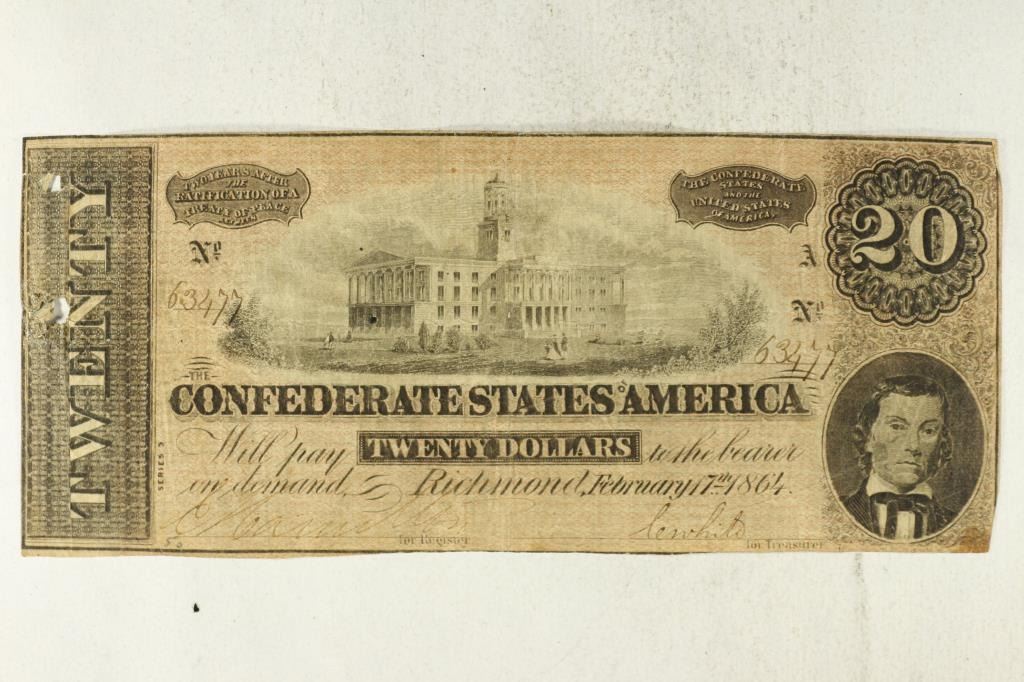 TWENTY
TWO YEARS AFTER
THE
RATIFICATION OF A
TREATY OF PEACE
THE CONFEDERATE
STATES
AND THE
UNITED STATES
OF AMERICA
20
Nº
A
63477
Nº
63477
THE
CONFEDERATE STATES OF AMERICA
Will pay TWENTY DOLLARS to the bearer
on demand, Richmond, February 17th 1864.
SERIES 3
C White
for Register
for Treasurer